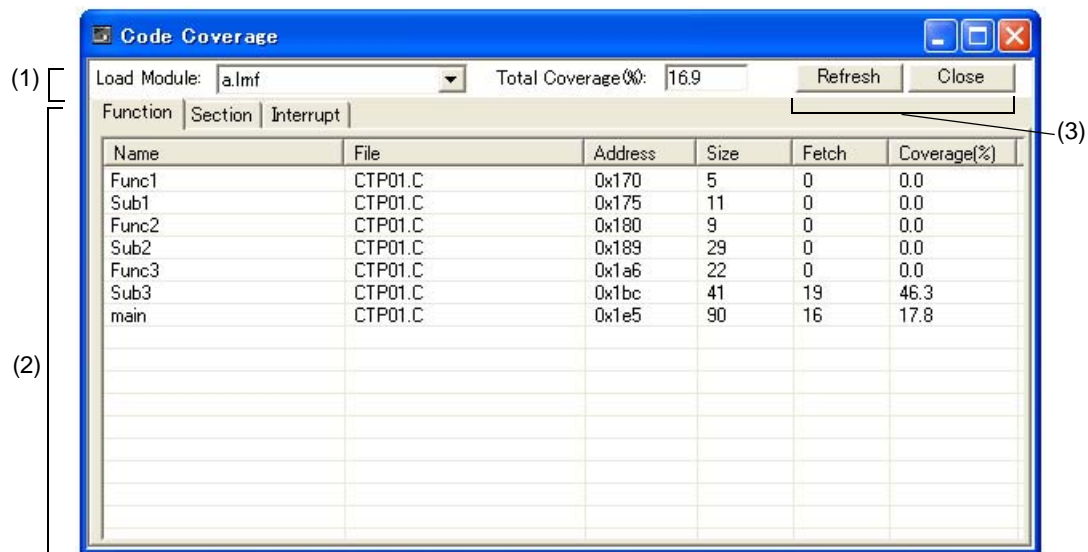 Code Coverage
(1)
Load Module: a.lmf Total Coverage(%): 16.9 Refresh Close
Function Section Interrupt
(3)
Name File Address Size Fetch Coverage(%)
Func1 CTP01.C 0x170 5 0 0.0
Sub1 CTP01.C 0x175 11 0 0.0
Func2 CTP01.C 0x180 9 0 0.0
Sub2 CTP01.C 0x189 29 0 0.0
Func3 CTP01.C 0x1a6 22 0 0.0
Sub3 CTP01.C 0x1bc 41 19 46.3
main CTP01.C 0x1e5 90 16 17.8
(2)